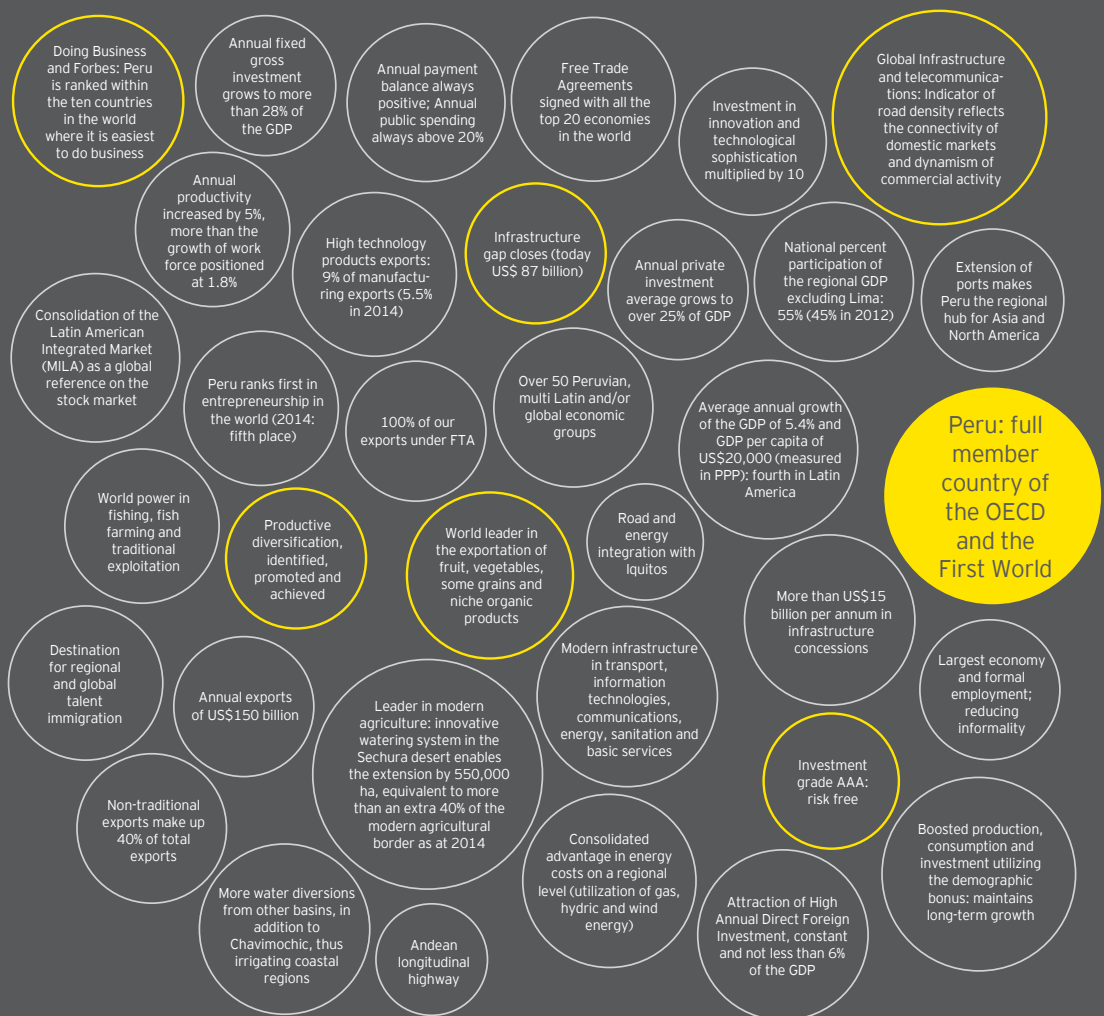 Doing Business
and Forbes: Peru
is ranked within
the ten countries
in the world
where it is easiest
to do business
Annual fixed
gross
investment
grows to more
than 28% of
the GDP
Annual payment
balance always
positive; Annual
public spending
always above 20%
Free Trade
Agreements
signed with all the
top 20 economies
in the world
Investment in
innovation and
technological
sophistication
multiplied by 10
Global Infrastructure
and telecommunica-
tions: Indicator of
road density reflects
the connectivity of
domestic markets
and dynamism of
commercial activity
Annual
productivity
increased by 5%,
more than the
growth of work
force positioned
at 1.8%
High technology
products exports:
9% of manufactu-
ring exports (5.5%
in 2014)
Infrastructure
gap closes (today
US$ 87 billion)
Annual private
investment
average grows to
over 25% of GDP
National percent
participation of
the regional GDP
excluding Lima:
55% (45% in 2012)
Extension of
ports makes
Peru the regional
hub for Asia and
North America
Consolidation of the
Latin American
Integrated Market
(MILA) as a global
reference on the
stock market
Peru ranks first in
entrepreneurship in
the world (2014:
fifth place)
100% of our
exports under FTA
Over 50 Peruvian,
multi Latin and/or
global economic
groups
Average annual growth
of the GDP of 5.4% and
GDP per capita of
US$20,000 (measured
in PPP): fourth in Latin
America
Peru: full
member
country of
the OECD
and the
First World
World power in
fishing, fish
farming and
traditional
exploitation
Productive
diversification,
identified,
promoted and
achieved
World leader in
the exportation of
fruit, vegetables,
some grains and
niche organic
products
Road and
energy
integration with
Iquitos
More than US$15
billion per annum in
infrastructure
concessions
Destination
for regional
and global
talent
immigration
Annual exports
of US$150 billion
Leader in modern
agriculture: innovative
watering system in the
Sechura desert enables
the extension by 550,000
ha, equivalent to more
than an extra 40% of the
modern agricultural
border as at 2014
Modern infrastructure
in transport,
information
technologies,
communications,
energy, sanitation and
basic services
Largest economy
and formal
employment;
reducing
informality
Investment
grade AAA:
risk free
Non-traditional
exports make up
40% of total
exports
Consolidated
advantage in energy
costs on a regional
level (utilization of gas,
hydric and wind
energy)
Boosted production,
consumption and
investment utilizing
the demographic
bonus: maintains
long-term growth
More water diversions
from other basins, in
addition to
Chavimochic, thus
irrigating coastal
regions
Andean
longitudinal
highway
Attraction of High
Annual Direct Foreign
Investment, constant
and not less than 6%
of the GDP